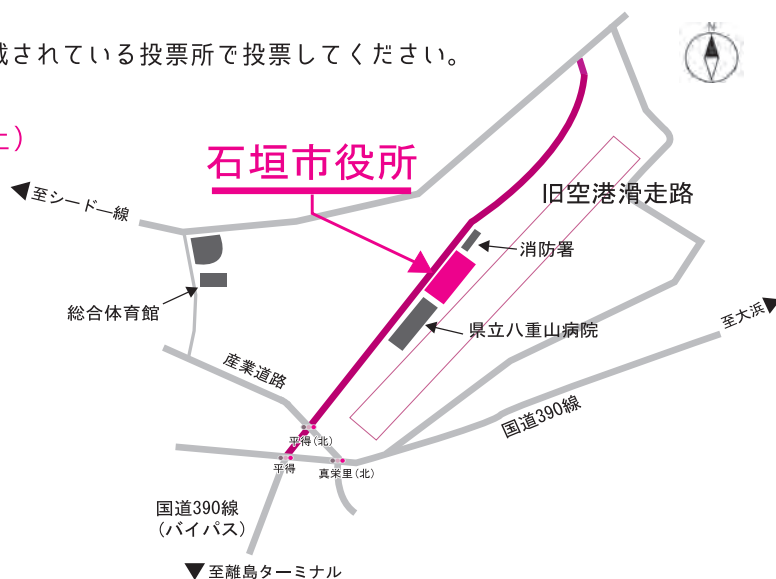 載されている投票所で投票してください。
N
土）
石垣市役所
至シード一線
旧空港滑走路
消防署
総合体育館
県立八重山病院
至大浜
産業道路
国道390線
平得(北)
平得
真栄里(北)
国道390線
(バイパス)
至離島ターミナル